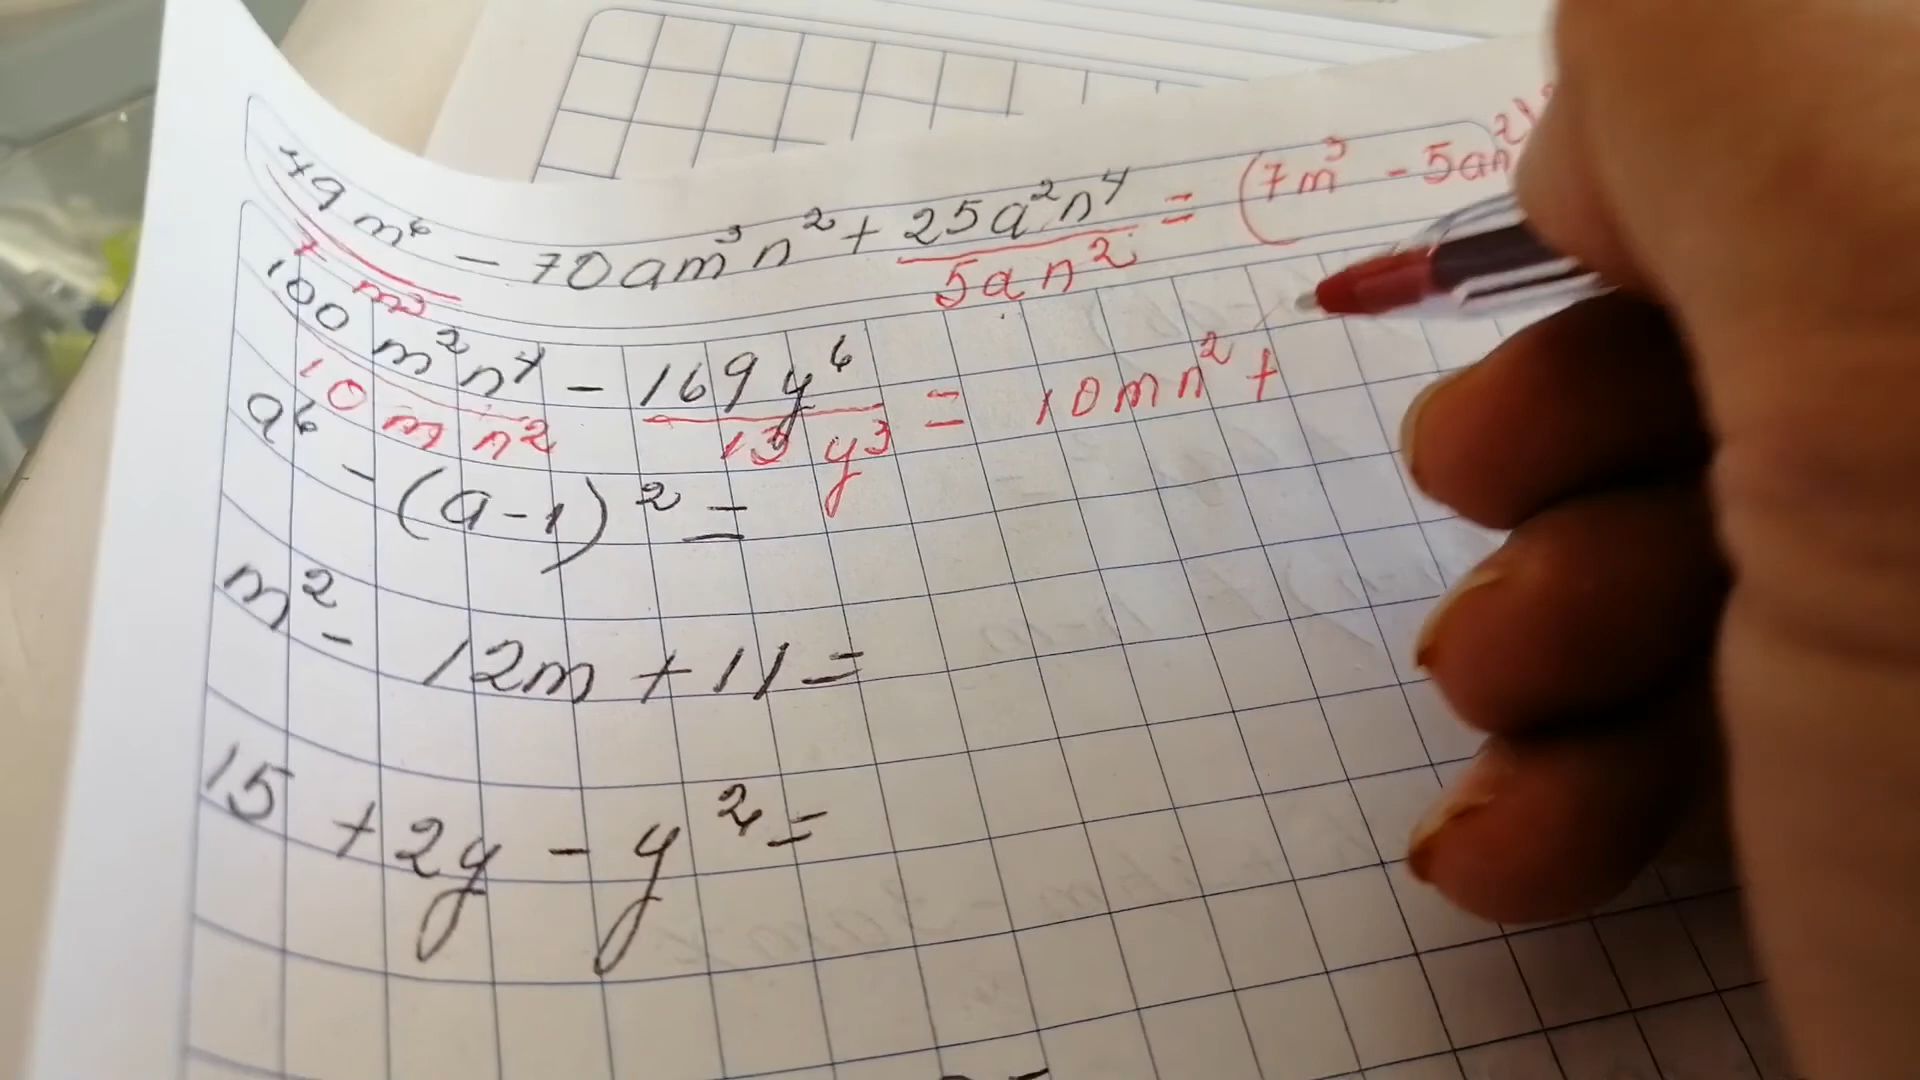 49m⁶ - 70am³n² + 25a²n⁴ = (7m³ - 5an²)
7m³ 5an²
100m²n⁴ - 169y⁶ = 10mn² +
10mn² 13y³
a⁶ - (a-1)² =
m² - 12m + 11 =
15 + 2y - y² =